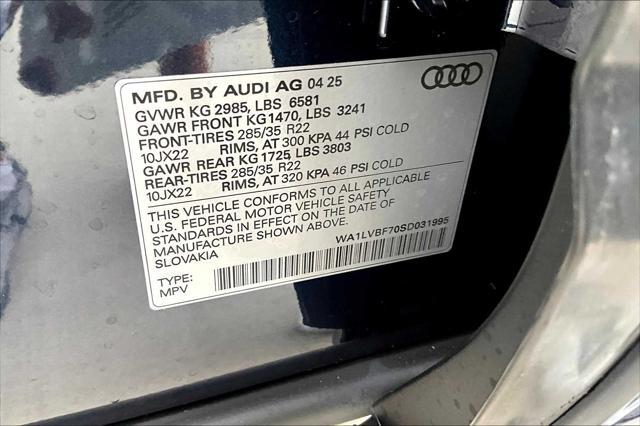 MFD. BY AUDI AG 04 25
GVWR KG 2985, LBS 6581
GAWR FRONT KG1470, LBS 3241
FRONT-TIRES 285/35 R22
10JX22 RIMS, AT 300 KPA 44 PSI COLD
GAWR REAR KG1725, LBS 3803
REAR-TIRES 285/35 R22
10JX22 RIMS, AT 320 KPA 46 PSI COLD
THIS VEHICLE CONFORMS TO ALL APPLICABLE
U.S. FEDERAL MOTOR VEHICLE SAFETY
STANDARDS IN EFFECT ON THE DATE OF
MANUFACTURE SHOWN ABOVE.
SLOVAKIA
WA1LVBF70SD031995
TYPE:
MPV